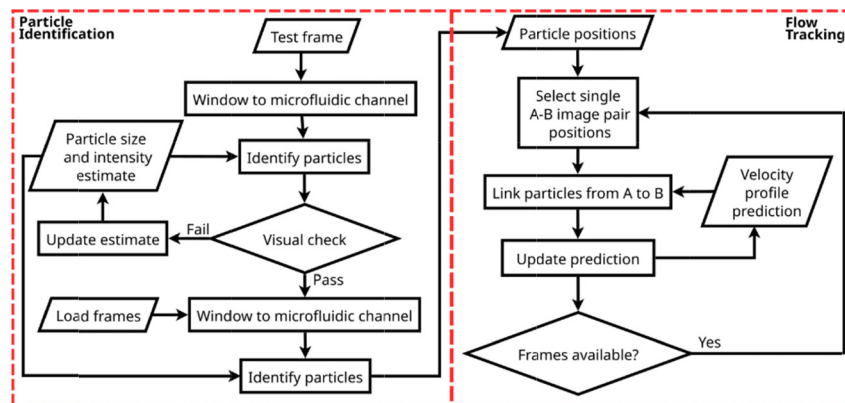 Particle
Identification
Test frame
Window to microfluidic channel
Particle size
and intensity
estimate
Identify particles
Update estimate
Fail
Visual check
Pass
Load frames
Window to microfluidic channel
Identify particles
Flow
Tracking
Particle positions
Select single
A-B image pair
positions
Link particles from A to B
Velocity
profile
prediction
Update prediction
Frames available?
Yes